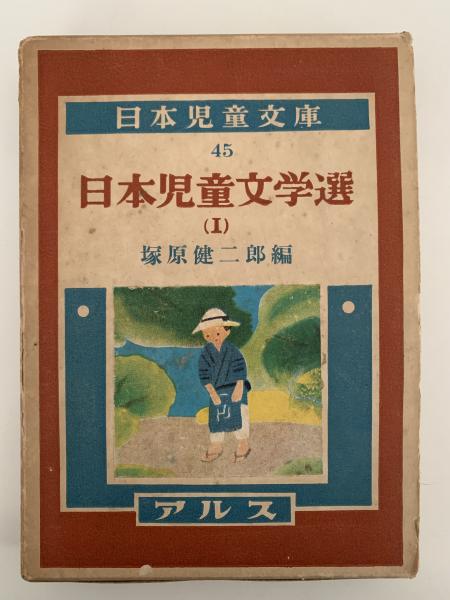 日本児童文庫
45
日本児童文学選
(I)
塚原健二郎編
アルス